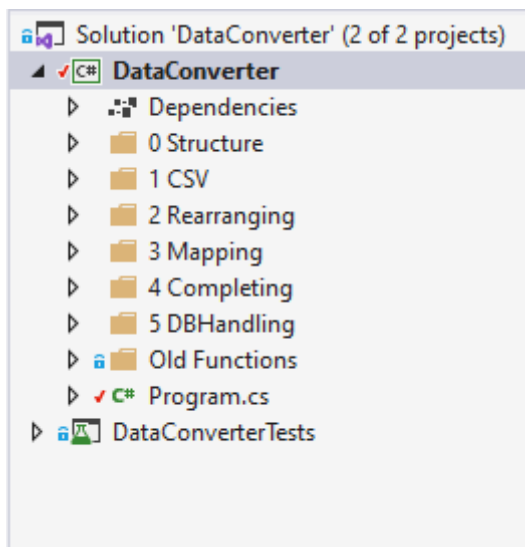 Solution 'DataConverter' (2 of 2 projects)
C# DataConverter
Dependencies
0 Structure
1 CSV
2 Rearranging
3 Mapping
4 Completing
5 DBHandling
Old Functions
C# Program.cs
DataConverterTests